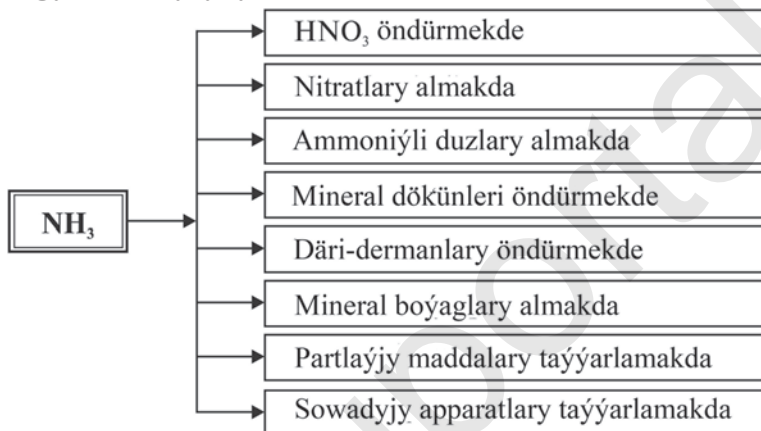 HNO₃ öndürmekde
Nitratlary almakda
Ammoniýli duzlary almakda
Mineral dökünleri öndürmekde
NH₃
Däri-dermanlary öndürmekde
Mineral boýaglary almakda
Partlaýjy maddalary taýýarlamakda
Sowadyjy apparatlary taýýarlamakda